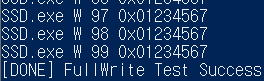 SSD.exe W 97 0x01234567
SSD.exe W 98 0x01234567
SSD.exe W 99 0x01234567
[DONE] FullWrite Test Success